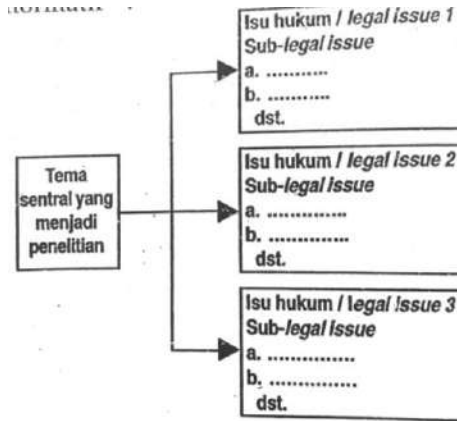 Isu hukum / legal issue 1
Sub-legal issue
a. ...........
b. ...........
dst.
Tema
sentral yang
menjadi
penelitian
Isu hukum / legal issue 2
Sub-legal issue
a. ..............
b. ..............
dst.
Isu hukum / legal issue 3
Sub-legal issue
a. ...............
b. ...............
dst.